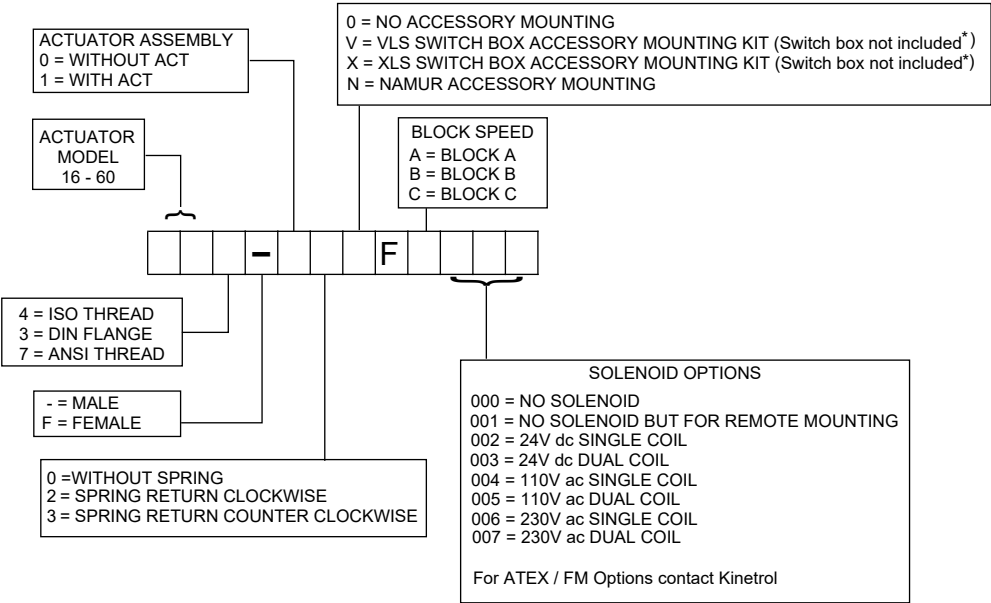 ACTUATOR ASSEMBLY
0 = WITHOUT ACT
1 = WITH ACT
0 = NO ACCESSORY MOUNTING
V = VLS SWITCH BOX ACCESSORY MOUNTING KIT (Switch box not included*)
X = XLS SWITCH BOX ACCESSORY MOUNTING KIT (Switch box not included*)
N = NAMUR ACCESSORY MOUNTING
ACTUATOR
MODEL
16 - 60
BLOCK SPEED
A = BLOCK A
B = BLOCK B
C = BLOCK C
- F
4 = ISO THREAD
3 = DIN FLANGE
7 = ANSI THREAD
- = MALE
F = FEMALE
0 =WITHOUT SPRING
2 = SPRING RETURN CLOCKWISE
3 = SPRING RETURN COUNTER CLOCKWISE
SOLENOID OPTIONS
000 = NO SOLENOID
001 = NO SOLENOID BUT FOR REMOTE MOUNTING
002 = 24V dc SINGLE COIL
003 = 24V dc DUAL COIL
004 = 110V ac SINGLE COIL
005 = 110V ac DUAL COIL
006 = 230V ac SINGLE COIL
007 = 230V ac DUAL COIL
For ATEX / FM Options contact Kinetrol